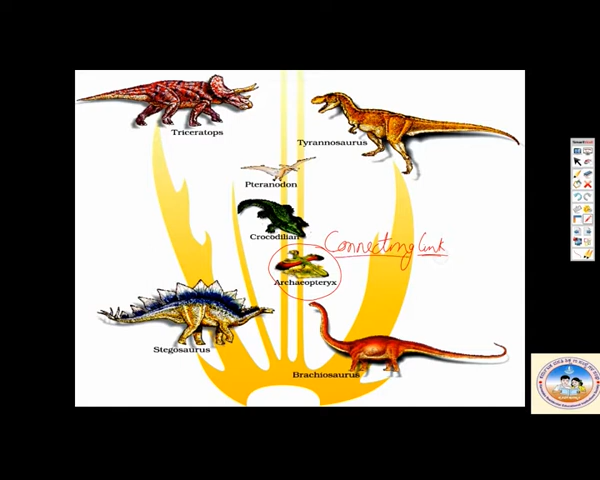 Triceratops
Tyrannosaurus
Pteranodon
Crocodilian
Connecting link
Archaeopteryx
Stegosaurus
Brachiosaurus